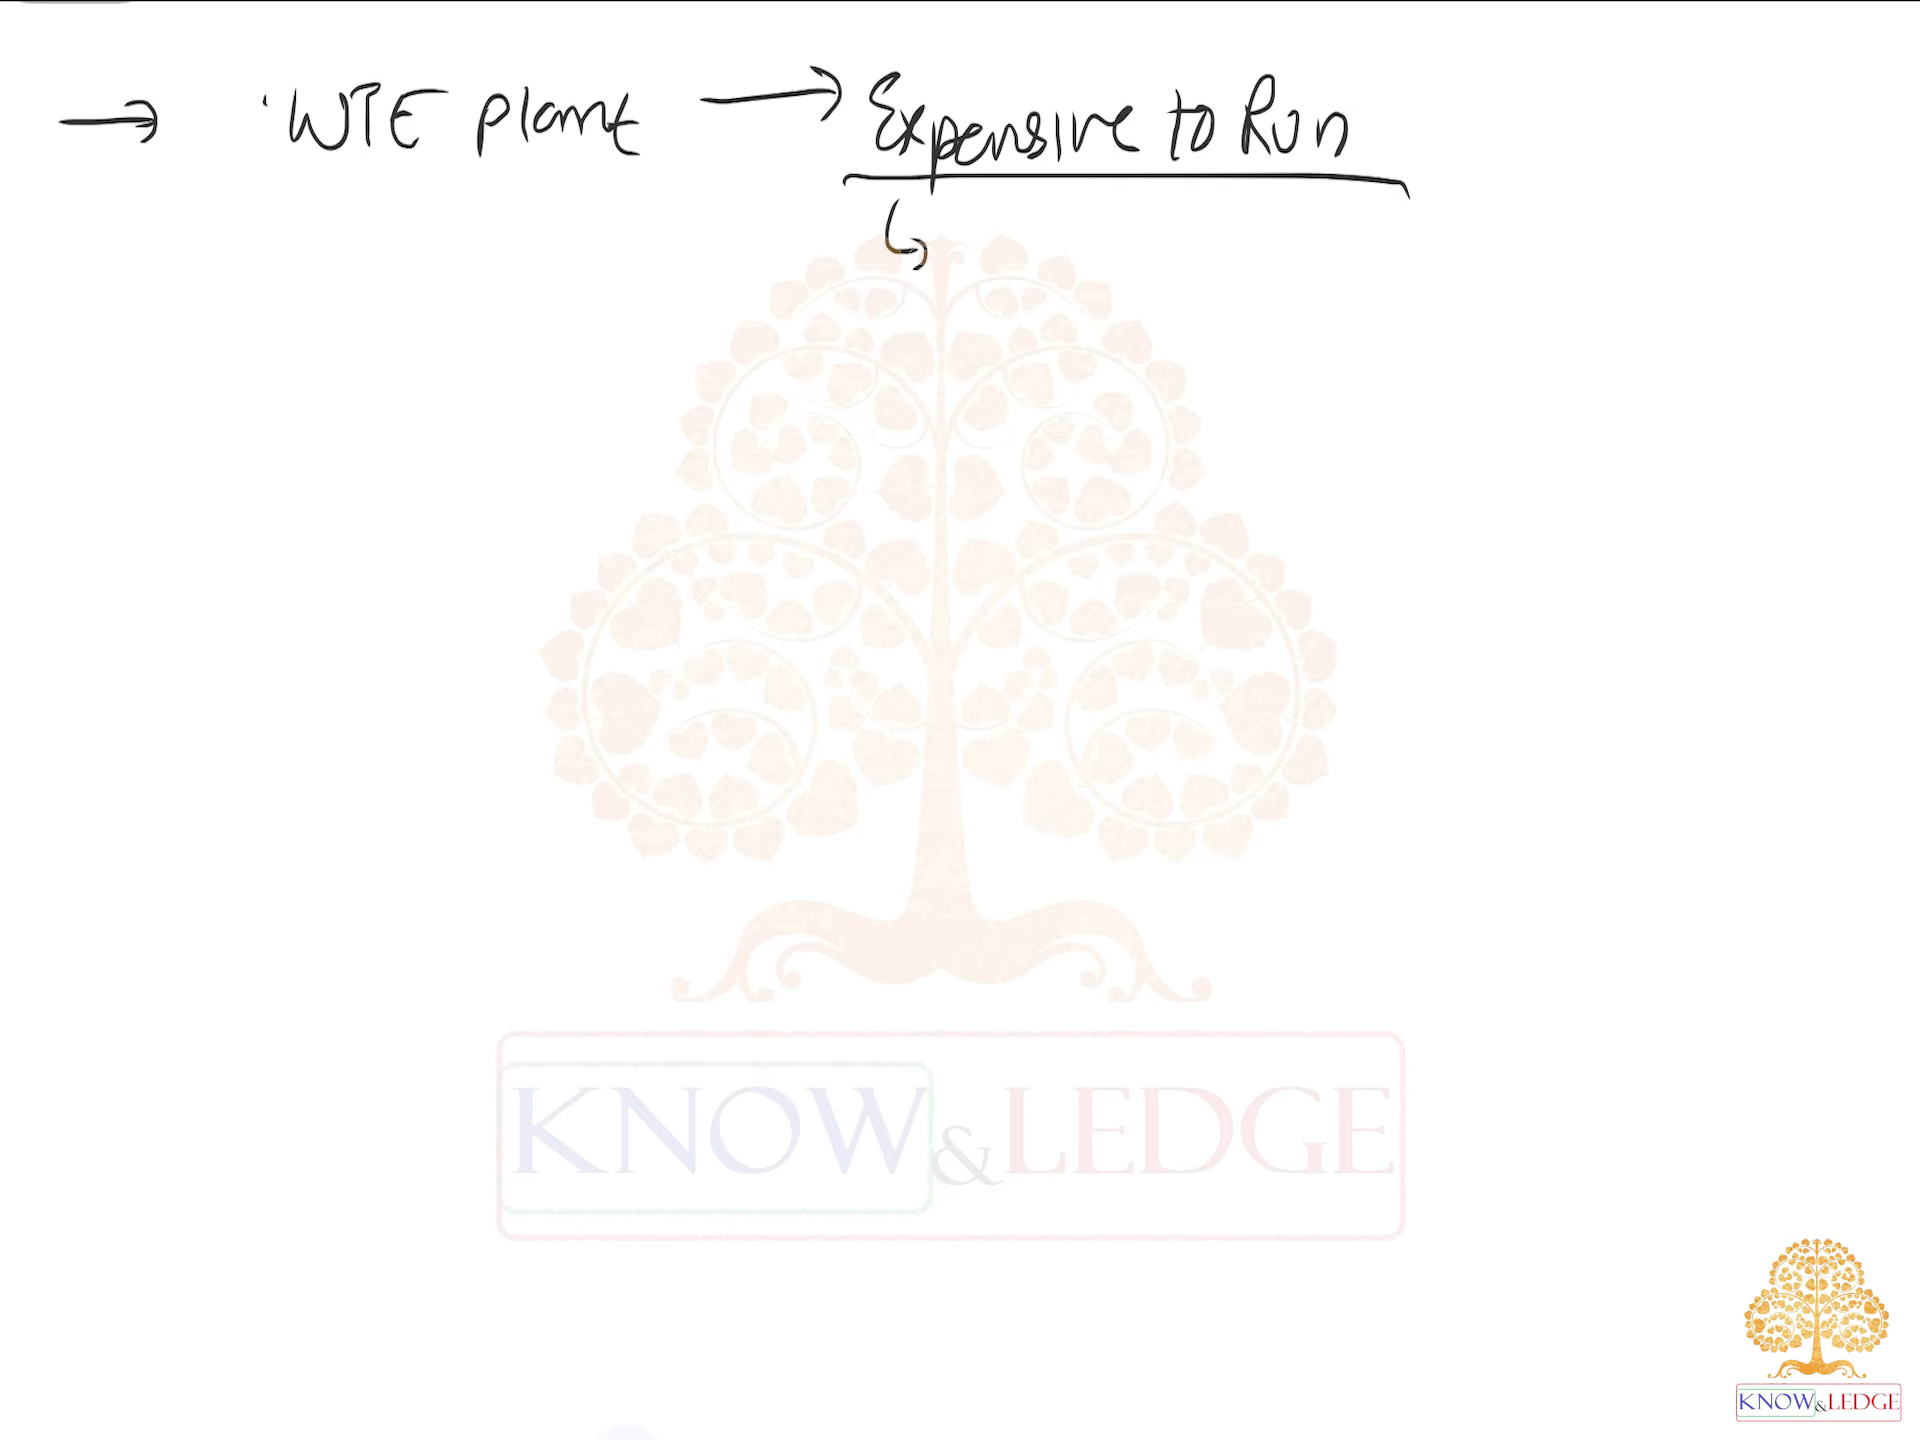 → WTE plant → Expensive to Run
↳
KNOW&LEDGE
KNOW&LEDGE